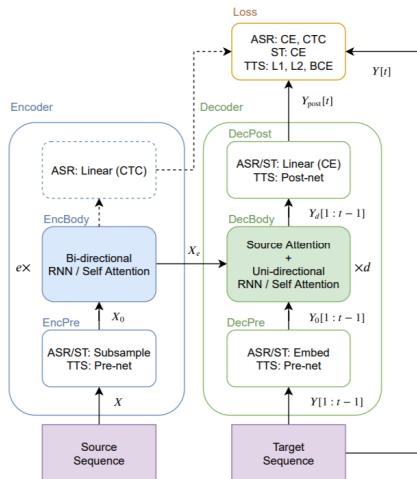 Loss
ASR: CE, CTC
ST: CE
TTS: L1, L2, BCE
Y[t]
Y_post[t]
Encoder
Decoder
DecPost
ASR: Linear (CTC)
ASR/ST: Linear (CE)
TTS: Post-net
EncBody
DecBody
Y_d[1 : t − 1]
e×
Bi-directional
RNN / Self Attention
X_e
Source Attention
+
Uni-directional
RNN / Self Attention
×d
EncPre
X_0
DecPre
Y_0[1 : t − 1]
ASR/ST: Subsample
TTS: Pre-net
ASR/ST: Embed
TTS: Pre-net
X
Y[1 : t − 1]
Source
Sequence
Target
Sequence